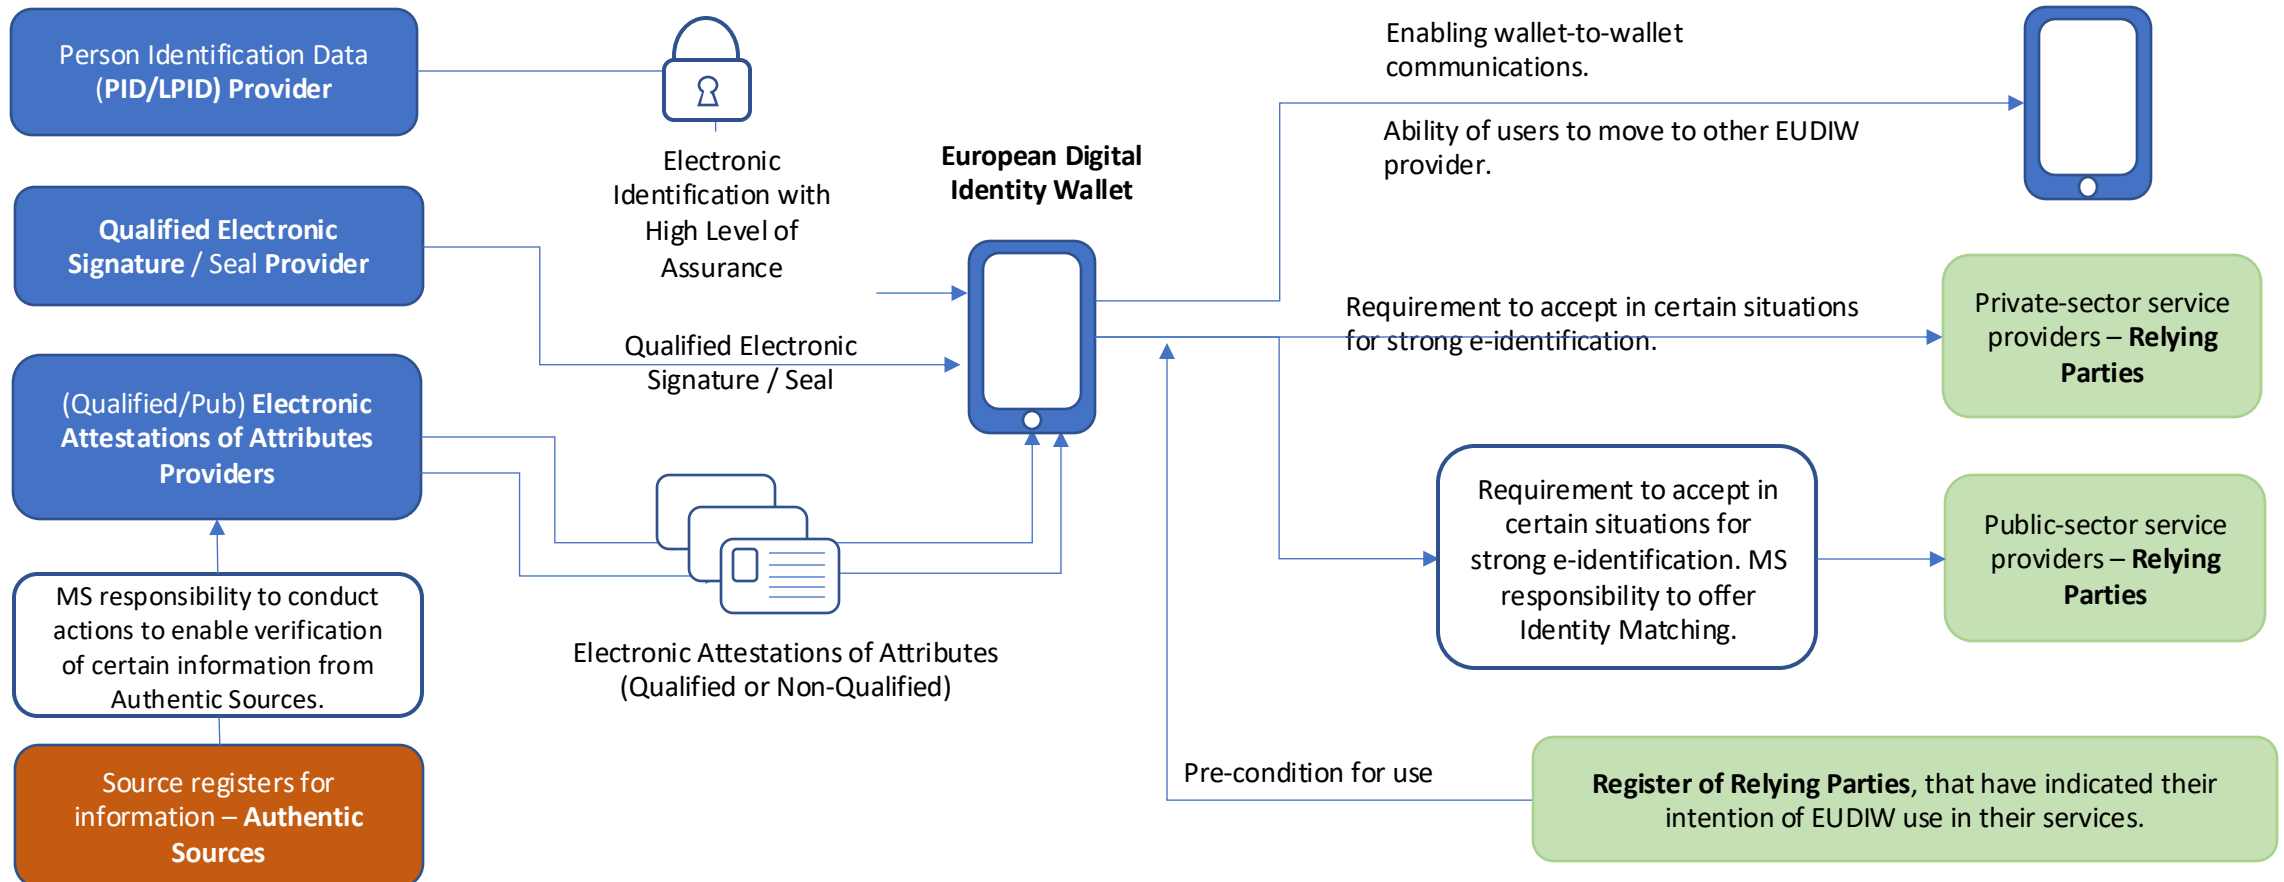 Person Identification Data
(PID/LPID) Provider
Qualified Electronic
Signature / Seal Provider
(Qualified/Pub) Electronic
Attestations of Attributes
Providers
MS responsibility to conduct
actions to enable verification
of certain information from
Authentic Sources.
Source registers for
information – Authentic
Sources
Electronic
Identification with
High Level of
Assurance
Qualified Electronic
Signature / Seal
Electronic Attestations of Attributes
(Qualified or Non-Qualified)
European Digital
Identity Wallet
Enabling wallet-to-wallet
communications.
Ability of users to move to other EUDIW
provider.
Requirement to accept in certain situations
for strong e-identification.
Private-sector service
providers – Relying
Parties
Requirement to accept in
certain situations for
strong e-identification. MS
responsibility to offer
Identity Matching.
Public-sector service
providers – Relying
Parties
Pre-condition for use
Register of Relying Parties, that have indicated their
intention of EUDIW use in their services.